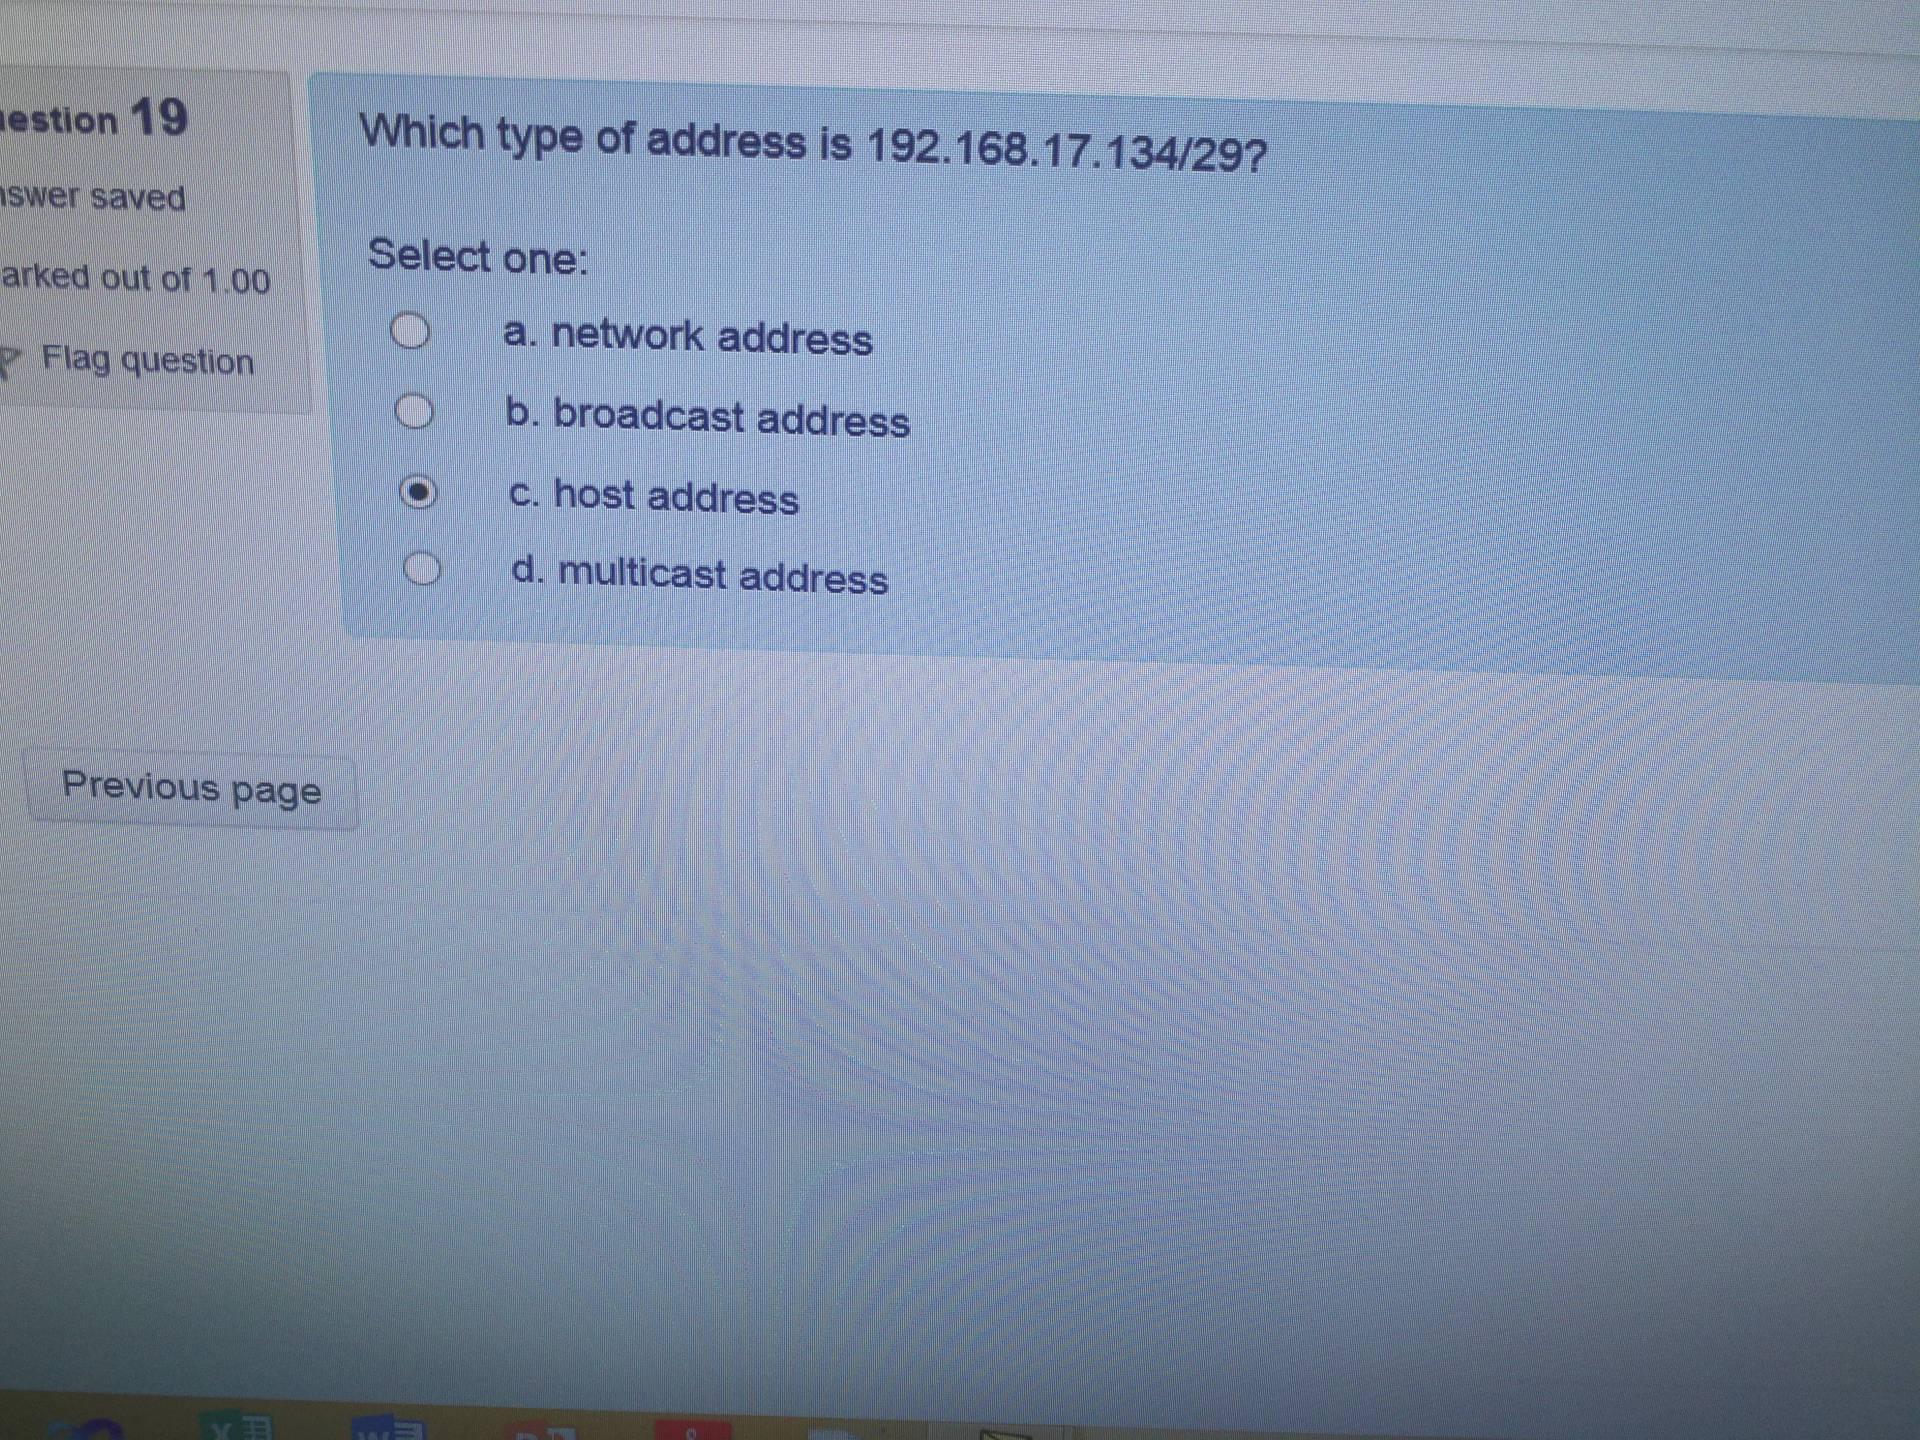 estion 19
swer saved
arked out of 1.00
Flag question
Which type of address is 192.168.17.134/29?
Select one:
a. network address
b. broadcast address
c. host address
d. multicast address
Previous page